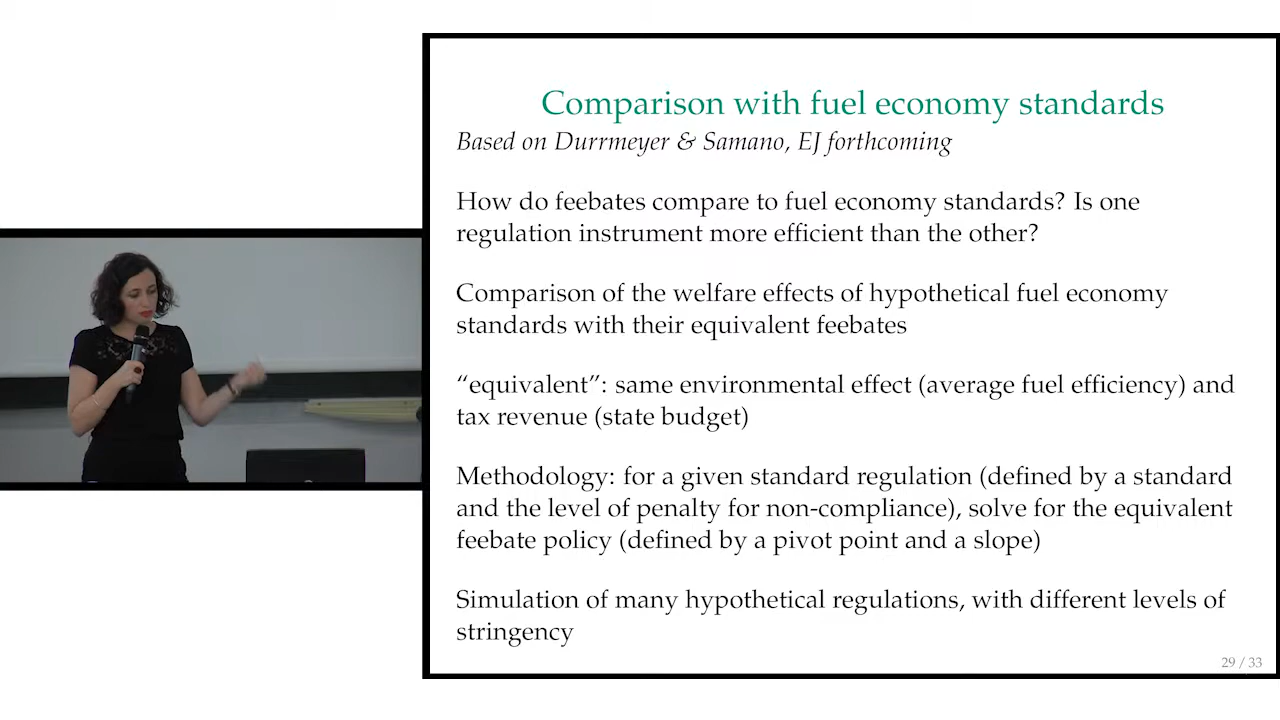 Comparison with fuel economy standards
Based on Durrmeyer & Samano, EJ forthcoming
How do feebates compare to fuel economy standards? Is one
regulation instrument more efficient than the other?
Comparison of the welfare effects of hypothetical fuel economy
standards with their equivalent feebates
“equivalent”: same environmental effect (average fuel efficiency) and
tax revenue (state budget)
Methodology: for a given standard regulation (defined by a standard
and the level of penalty for non-compliance), solve for the equivalent
feebate policy (defined by a pivot point and a slope)
Simulation of many hypothetical regulations, with different levels of
stringency
29 / 33